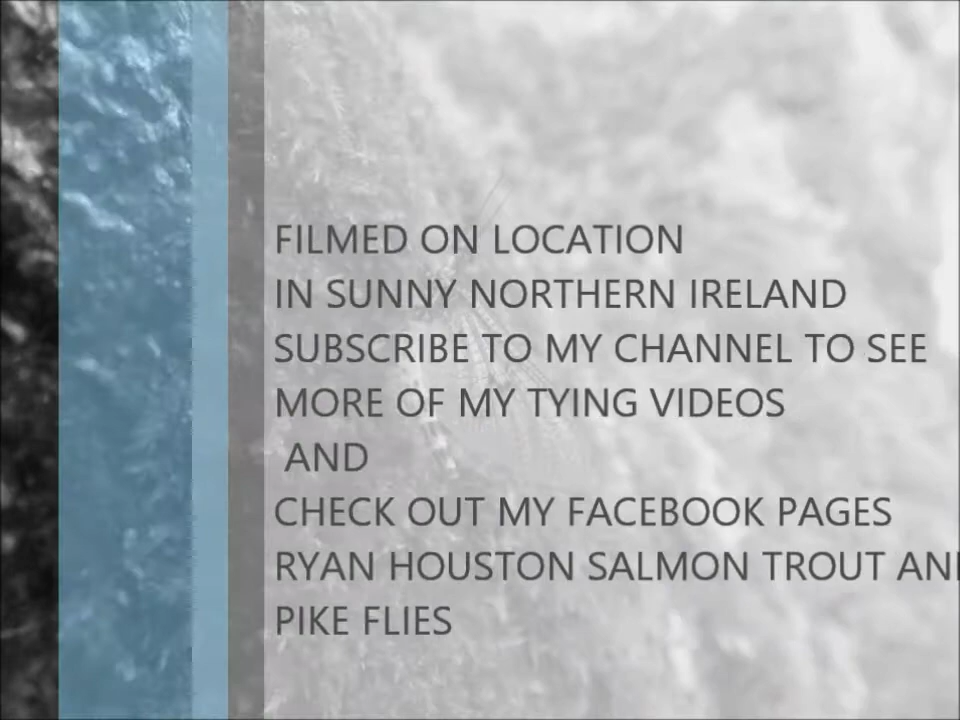 FILMED ON LOCATION
IN SUNNY NORTHERN IRELAND
SUBSCRIBE TO MY CHANNEL TO SEE
MORE OF MY TYING VIDEOS
AND
CHECK OUT MY FACEBOOK PAGES
RYAN HOUSTON SALMON TROUT AN
PIKE FLIES